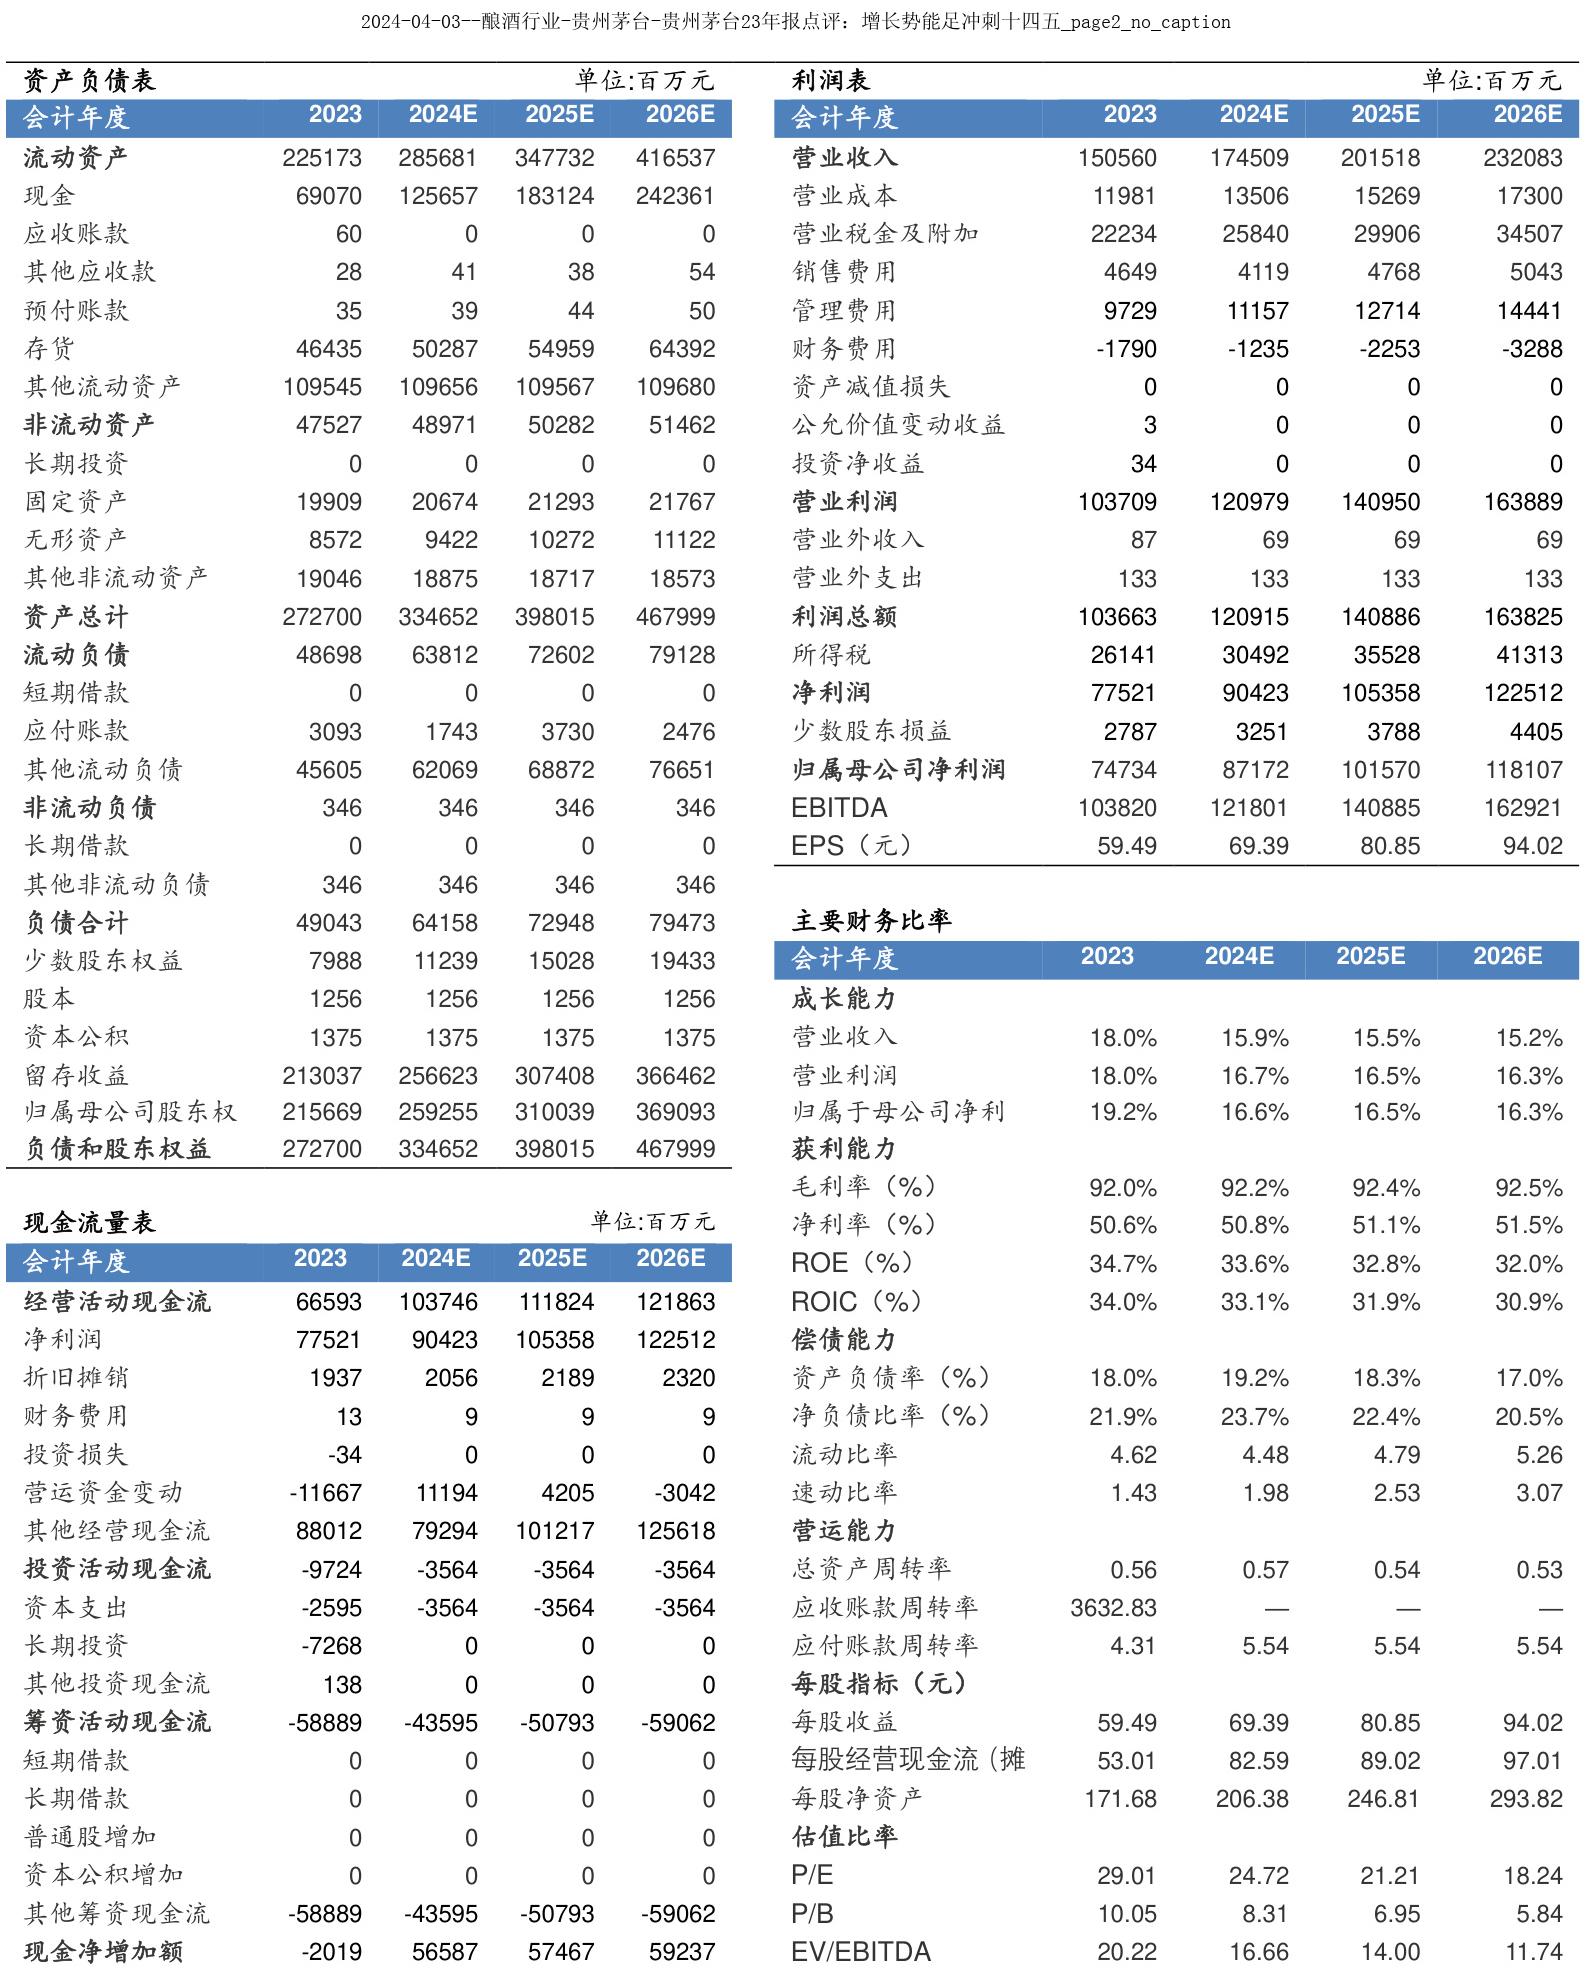 2024-04-03--酿酒行业-贵州茅台-贵州茅台23年报点评：增长势能足冲刺十四五_page2_no_caption
资产负债表 单位:百万元
会计年度 2023 2024E 2025E 2026E
流动资产 225173 285681 347732 416537
现金 69070 125657 183124 242361
应收账款 60 0 0 0
其他应收款 28 41 38 54
预付账款 35 39 44 50
存货 46435 50287 54959 64392
其他流动资产 109545 109656 109567 109680
非流动资产 47527 48971 50282 51462
长期投资 0 0 0 0
固定资产 19909 20674 21293 21767
无形资产 8572 9422 10272 11122
其他非流动资产 19046 18875 18717 18573
资产总计 272700 334652 398015 467999
流动负债 48698 63812 72602 79128
短期借款 0 0 0 0
应付账款 3093 1743 3730 2476
其他流动负债 45605 62069 68872 76651
非流动负债 346 346 346 346
长期借款 0 0 0 0
其他非流动负债 346 346 346 346
负债合计 49043 64158 72948 79473
少数股东权益 7988 11239 15028 19433
股本 1256 1256 1256 1256
资本公积 1375 1375 1375 1375
留存收益 213037 256623 307408 366462
归属母公司股东权 215669 259255 310039 369093
负债和股东权益 272700 334652 398015 467999
现金流量表 单位:百万元
会计年度 2023 2024E 2025E 2026E
经营活动现金流 66593 103746 111824 121863
净利润 77521 90423 105358 122512
折旧摊销 1937 2056 2189 2320
财务费用 13 9 9 9
投资损失 -34 0 0 0
营运资金变动 -11667 11194 4205 -3042
其他经营现金流 88012 79294 101217 125618
投资活动现金流 -9724 -3564 -3564 -3564
资本支出 -2595 -3564 -3564 -3564
长期投资 -7268 0 0 0
其他投资现金流 138 0 0 0
筹资活动现金流 -58889 -43595 -50793 -59062
短期借款 0 0 0 0
长期借款 0 0 0 0
普通股增加 0 0 0 0
资本公积增加 0 0 0 0
其他筹资现金流 -58889 -43595 -50793 -59062
现金净增加额 -2019 56587 57467 59237
利润表 单位:百万元
会计年度 2023 2024E 2025E 2026E
营业收入 150560 174509 201518 232083
营业成本 11981 13506 15269 17300
营业税金及附加 22234 25840 29906 34507
销售费用 4649 4119 4768 5043
管理费用 9729 11157 12714 14441
财务费用 -1790 -1235 -2253 -3288
资产减值损失 0 0 0 0
公允价值变动收益 3 0 0 0
投资净收益 34 0 0 0
营业利润 103709 120979 140950 163889
营业外收入 87 69 69 69
营业外支出 133 133 133 133
利润总额 103663 120915 140886 163825
所得税 26141 30492 35528 41313
净利润 77521 90423 105358 122512
少数股东损益 2787 3251 3788 4405
归属母公司净利润 74734 87172 101570 118107
EBITDA 103820 121801 140885 162921
EPS（元） 59.49 69.39 80.85 94.02
主要财务比率
会计年度 2023 2024E 2025E 2026E
成长能力
营业收入 18.0% 15.9% 15.5% 15.2%
营业利润 18.0% 16.7% 16.5% 16.3%
归属于母公司净利 19.2% 16.6% 16.5% 16.3%
获利能力
毛利率（%） 92.0% 92.2% 92.4% 92.5%
净利率（%） 50.6% 50.8% 51.1% 51.5%
ROE（%） 34.7% 33.6% 32.8% 32.0%
ROIC（%） 34.0% 33.1% 31.9% 30.9%
偿债能力
资产负债率（%） 18.0% 19.2% 18.3% 17.0%
净负债比率（%） 21.9% 23.7% 22.4% 20.5%
流动比率 4.62 4.48 4.79 5.26
速动比率 1.43 1.98 2.53 3.07
营运能力
总资产周转率 0.56 0.57 0.54 0.53
应收账款周转率 3632.83 — — —
应付账款周转率 4.31 5.54 5.54 5.54
每股指标（元）
每股收益 59.49 69.39 80.85 94.02
每股经营现金流（摊 53.01 82.59 89.02 97.01
每股净资产 171.68 206.38 246.81 293.82
估值比率
P/E 29.01 24.72 21.21 18.24
P/B 10.05 8.31 6.95 5.84
EV/EBITDA 20.22 16.66 14.00 11.74